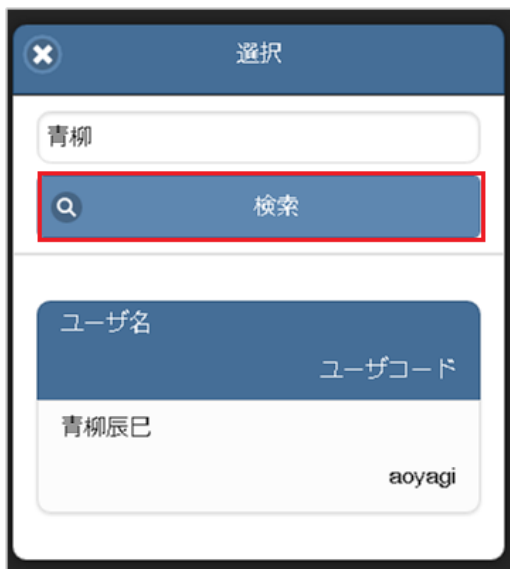 選択
青柳
検索
ユーザ名
ユーザコード
青柳辰巳
aoyagi